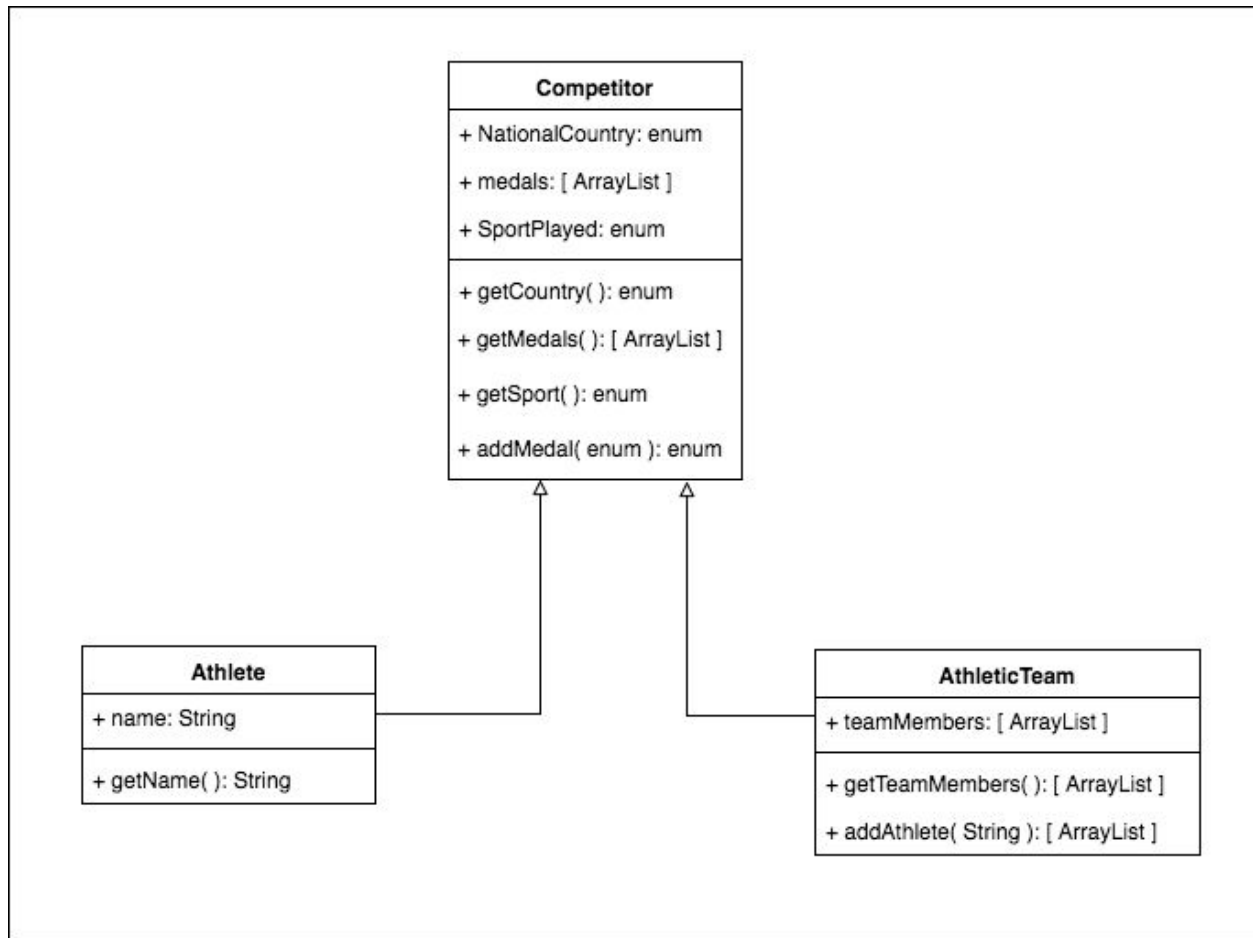 Competitor
+ NationalCountry: enum
+ medals: [ ArrayList ]
+ SportPlayed: enum
+ getCountry( ): enum
+ getMedals( ): [ ArrayList ]
+ getSport( ): enum
+ addMedal( enum ): enum
Athlete
+ name: String
+ getName( ): String
AthleticTeam
+ teamMembers: [ ArrayList ]
+ getTeamMembers( ): [ ArrayList ]
+ addAthlete( String ): [ ArrayList ]